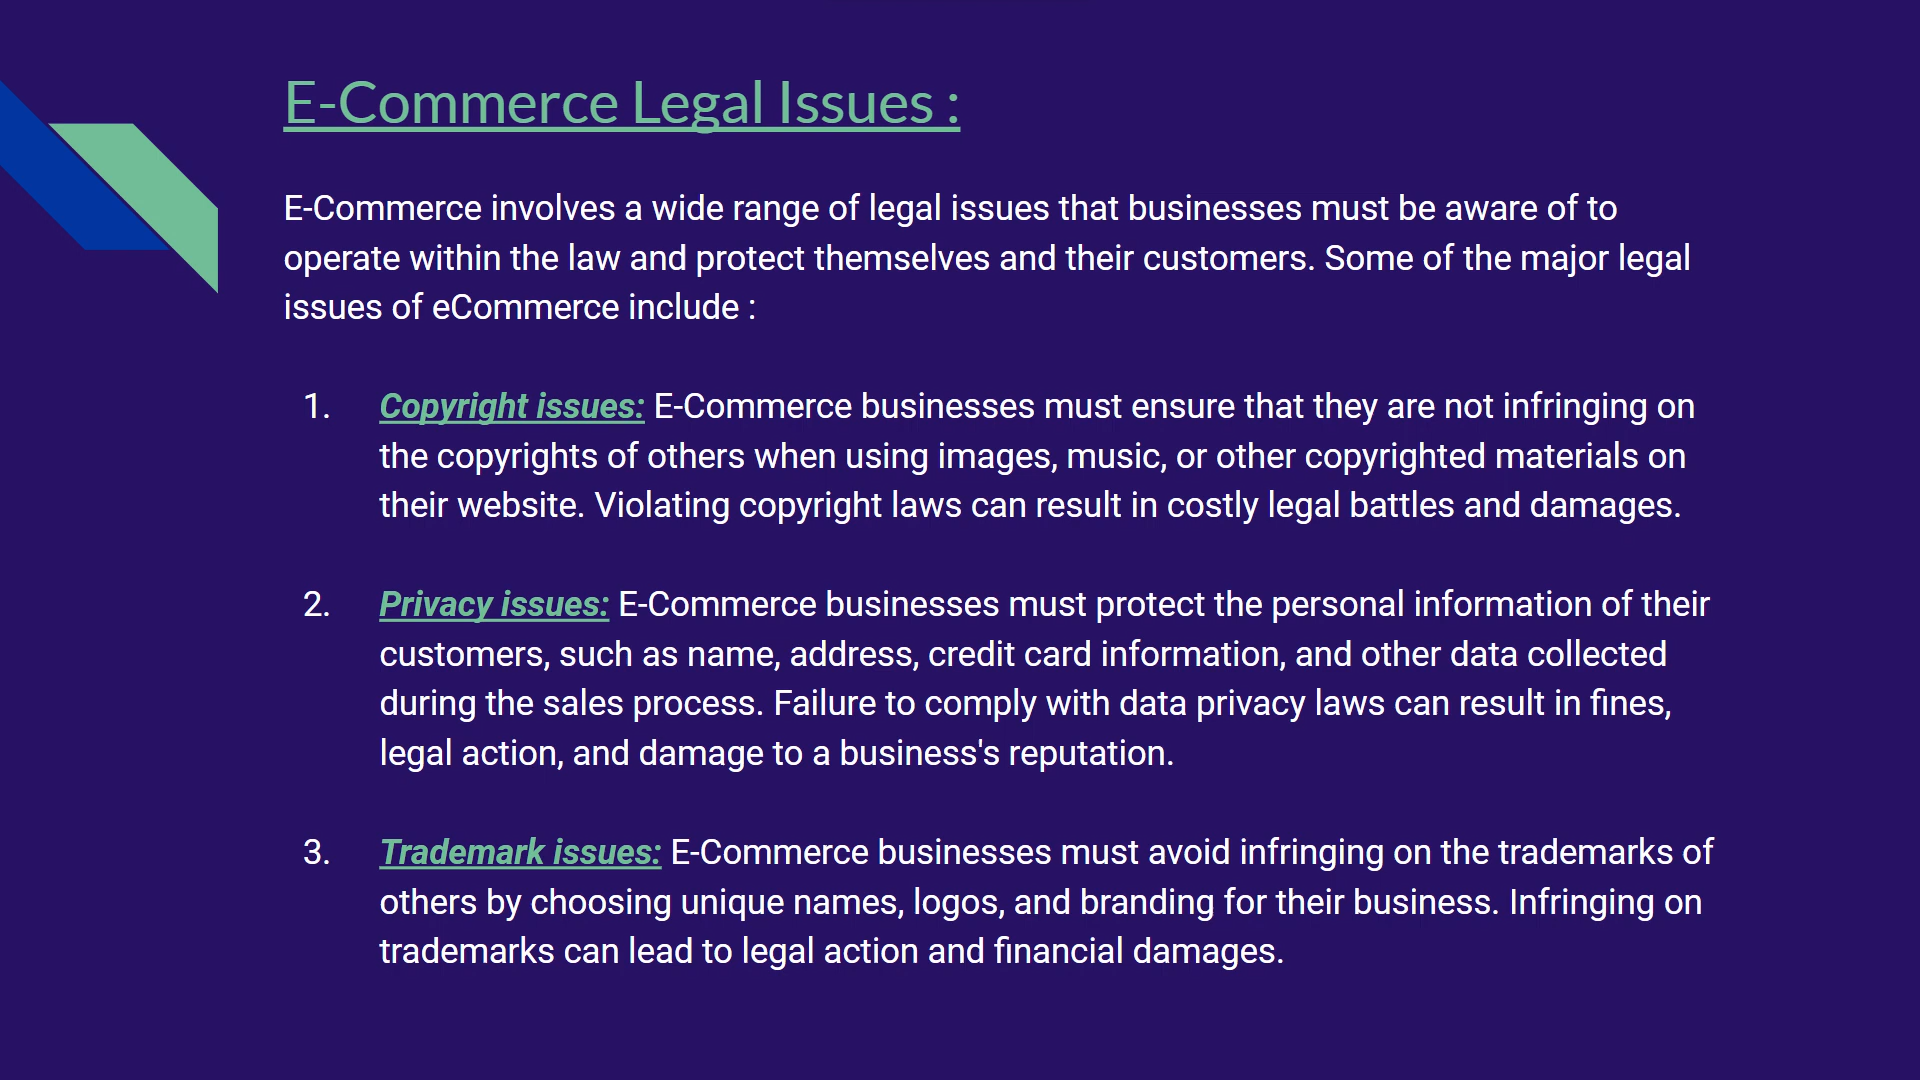 E-Commerce Legal Issues :
E-Commerce involves a wide range of legal issues that businesses must be aware of to
operate within the law and protect themselves and their customers. Some of the major legal
issues of eCommerce include :
1. Copyright issues: E-Commerce businesses must ensure that they are not infringing on
the copyrights of others when using images, music, or other copyrighted materials on
their website. Violating copyright laws can result in costly legal battles and damages.
2. Privacy issues: E-Commerce businesses must protect the personal information of their
customers, such as name, address, credit card information, and other data collected
during the sales process. Failure to comply with data privacy laws can result in fines,
legal action, and damage to a business's reputation.
3. Trademark issues: E-Commerce businesses must avoid infringing on the trademarks of
others by choosing unique names, logos, and branding for their business. Infringing on
trademarks can lead to legal action and financial damages.